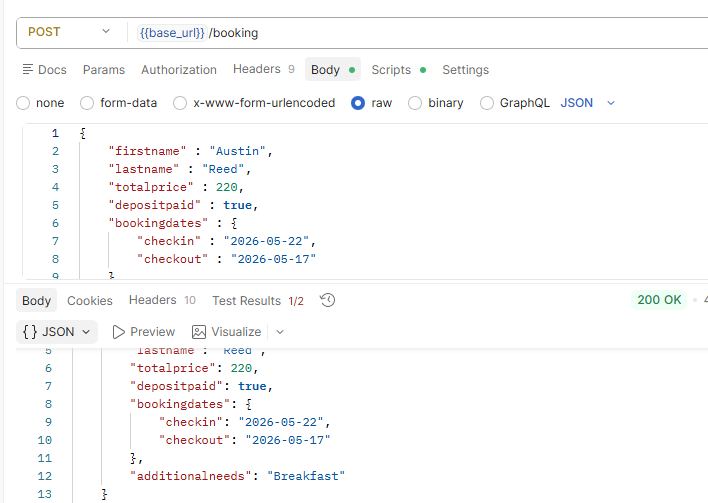 POST {{base_url}} /booking
Docs Params Authorization Headers 9 Body Scripts Settings
none form-data x-www-form-urlencoded raw binary GraphQL JSON
1 {
2 "firstname" : "Austin",
3 "lastname" : "Reed",
4 "totalprice" : 220,
5 "depositpaid" : true,
6 "bookingdates" : {
7 "checkin" : "2026-05-22",
8 "checkout" : "2026-05-17"
9 }
Body Cookies Headers 10 Test Results 1/2 200 OK
{} JSON Preview Visualize
5 "lastname": "Reed",
6 "totalprice": 220,
7 "depositpaid": true,
8 "bookingdates": {
9 "checkin": "2026-05-22",
10 "checkout": "2026-05-17"
11 },
12 "additionalneeds": "Breakfast"
13 }